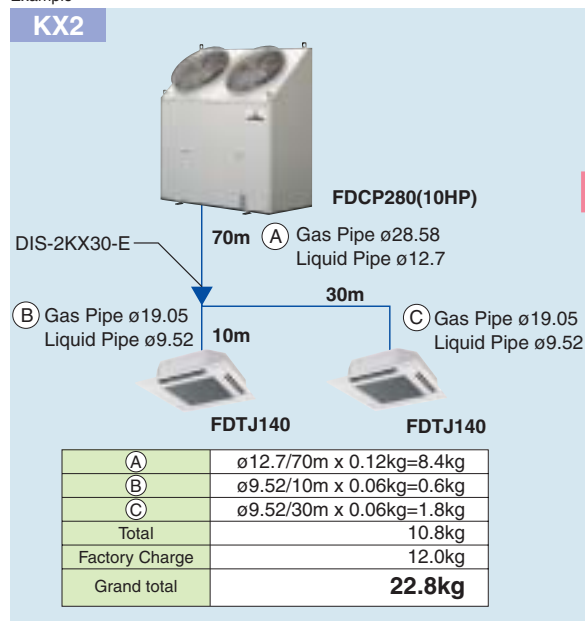 Example
KX2
FDCP280(10HP)
DIS-2KX30-E
70m
A Gas Pipe ø28.58
Liquid Pipe ø12.7
30m
B Gas Pipe ø19.05
Liquid Pipe ø9.52
10m
C Gas Pipe ø19.05
Liquid Pipe ø9.52
FDTJ140
FDTJ140
A ø12.7/70m x 0.12kg=8.4kg
B ø9.52/10m x 0.06kg=0.6kg
C ø9.52/30m x 0.06kg=1.8kg
Total 10.8kg
Factory Charge 12.0kg
Grand total 22.8kg